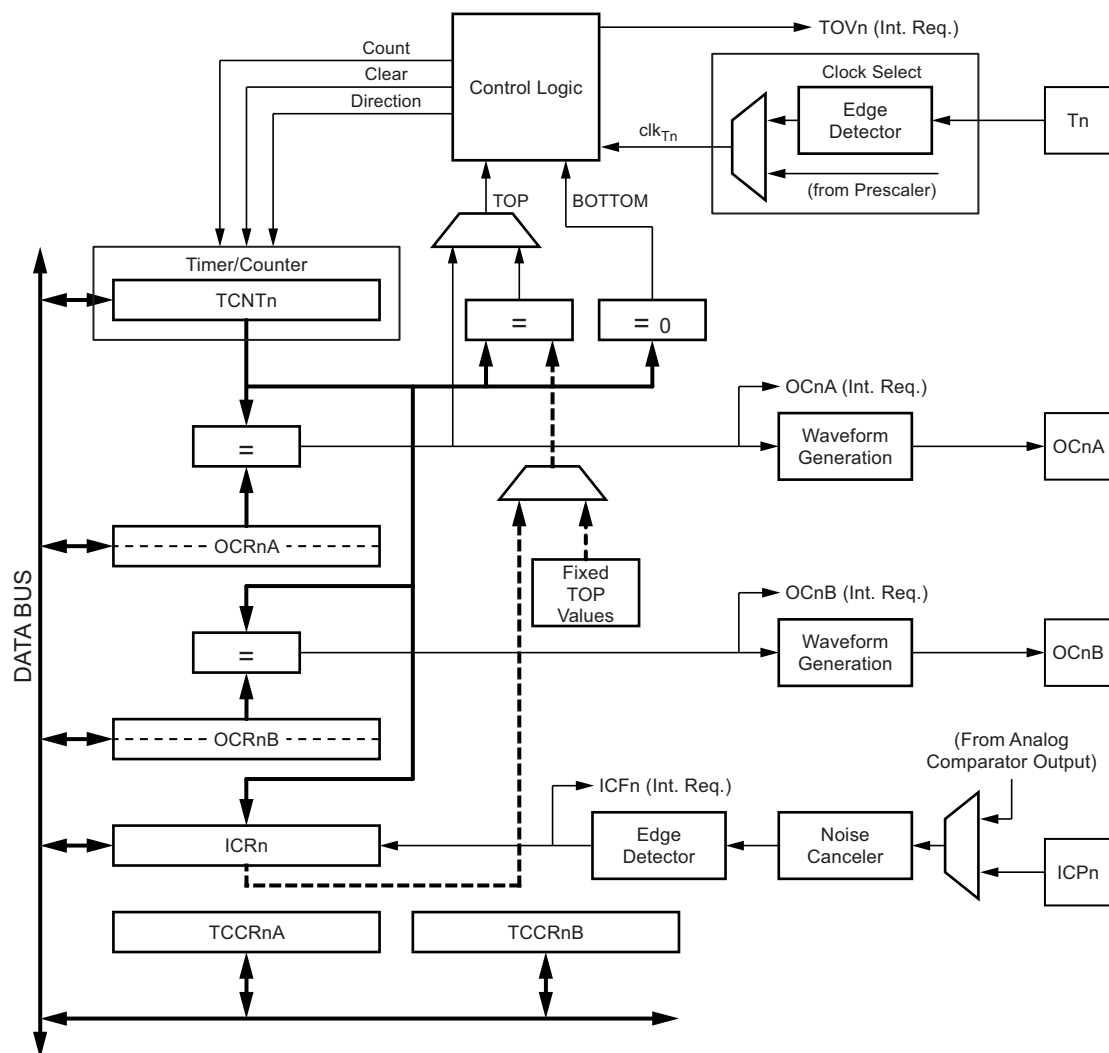 Count
Clear
Direction
Control Logic
TOVn (Int. Req.)
Clock Select
Edge
Detector
Tn
clkTn
(from Prescaler)
TOP
BOTTOM
Timer/Counter
TCNTn
=
= 0
OCnA (Int. Req.)
=
Waveform
Generation
OCnA
OCRnA
Fixed
TOP
Values
DATA BUS
OCnB (Int. Req.)
=
Waveform
Generation
OCnB
OCRnB
(From Analog
Comparator Output)
ICFn (Int. Req.)
ICRn
Edge
Detector
Noise
Canceler
ICPn
TCCRnA
TCCRnB